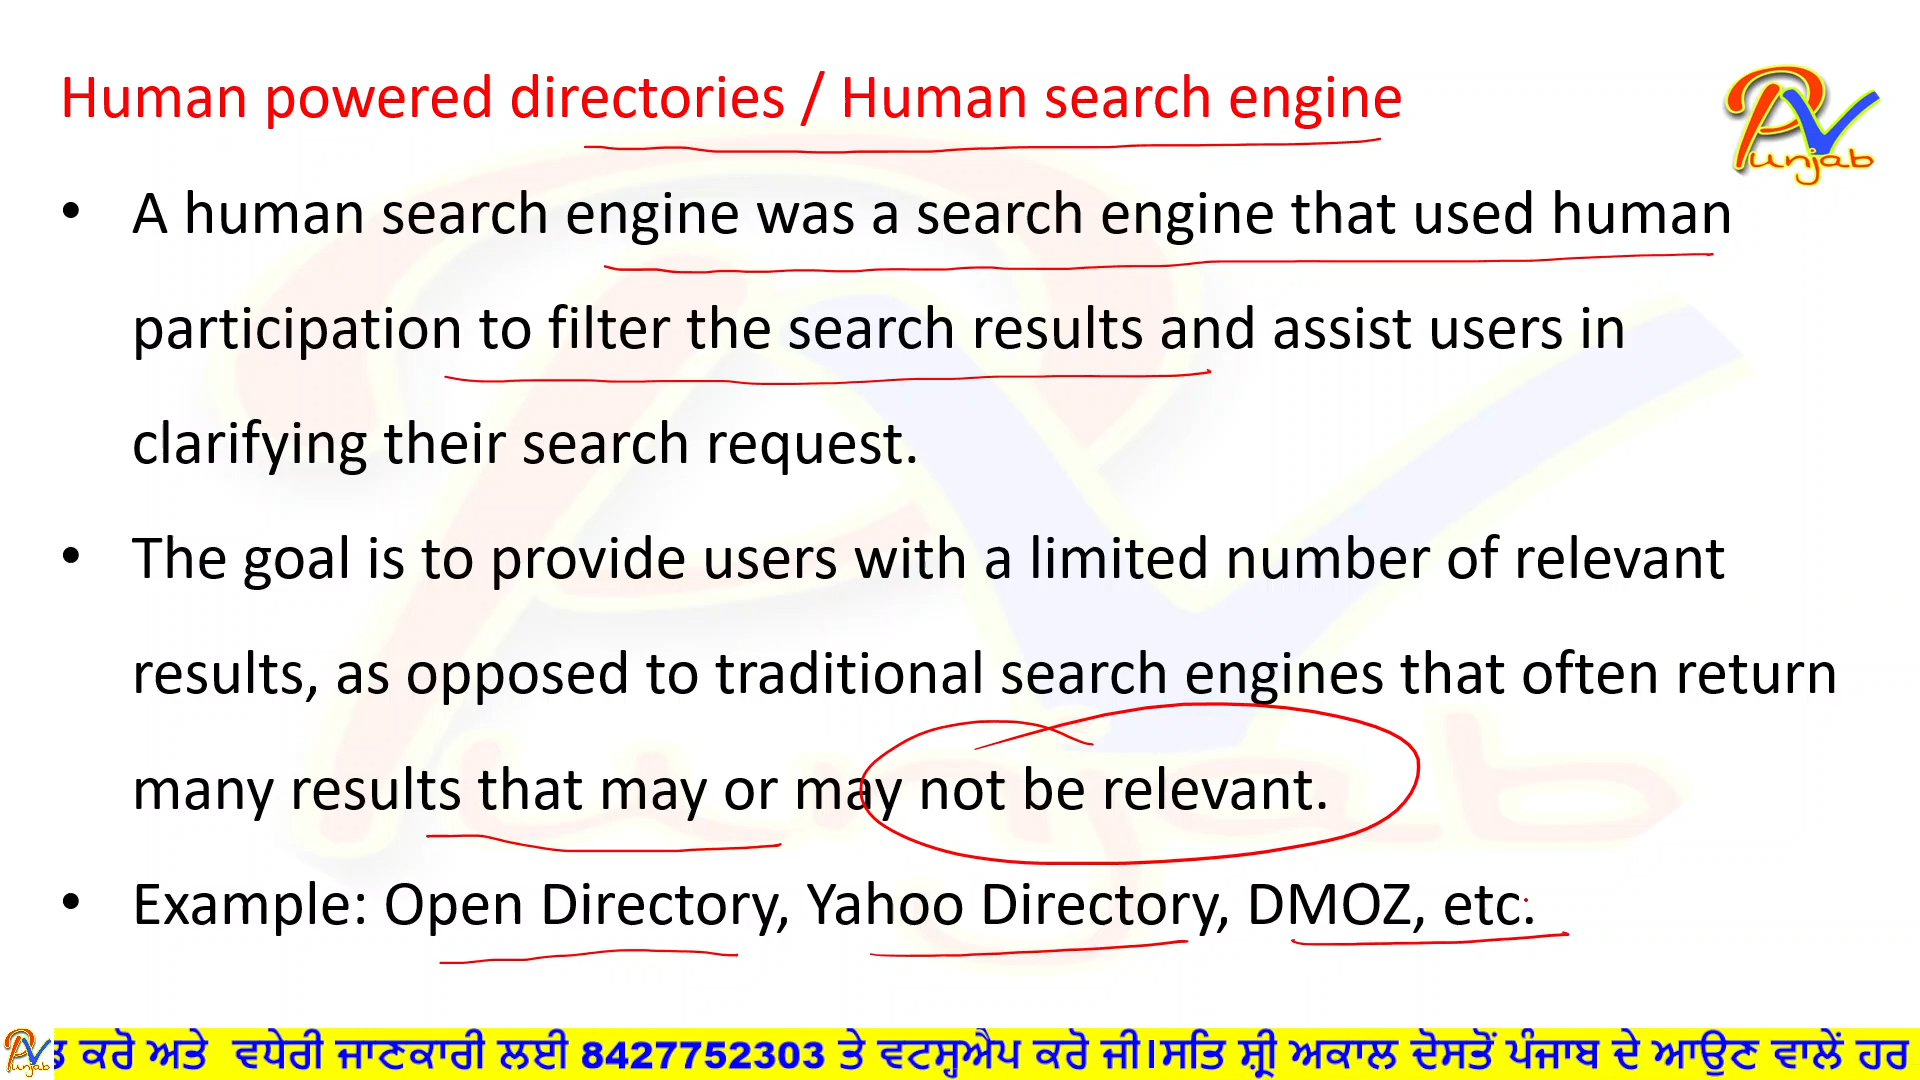 Human powered directories / Human search engine
PV
unjab
• A human search engine was a search engine that used human
participation to filter the search results and assist users in
clarifying their search request.
• The goal is to provide users with a limited number of relevant
results, as opposed to traditional search engines that often return
many results that may or may not be relevant.
• Example: Open Directory, Yahoo Directory, DMOZ, etc.
ਕਰੋ ਅਤੇ ਵਧੇਰੀ ਜਾਣਕਾਰੀ ਲਈ 8427752303 ਤੇ ਵਟਸ੍ਹਐਪ ਕਰੋ ਜੀ।ਸਤਿ ਸ਼੍ਰੀ ਅਕਾਲ ਦੋਸਤੋਂ ਪੰਜਾਬ ਦੇ ਆਉਣ ਵਾਲੇਂ ਹਰ